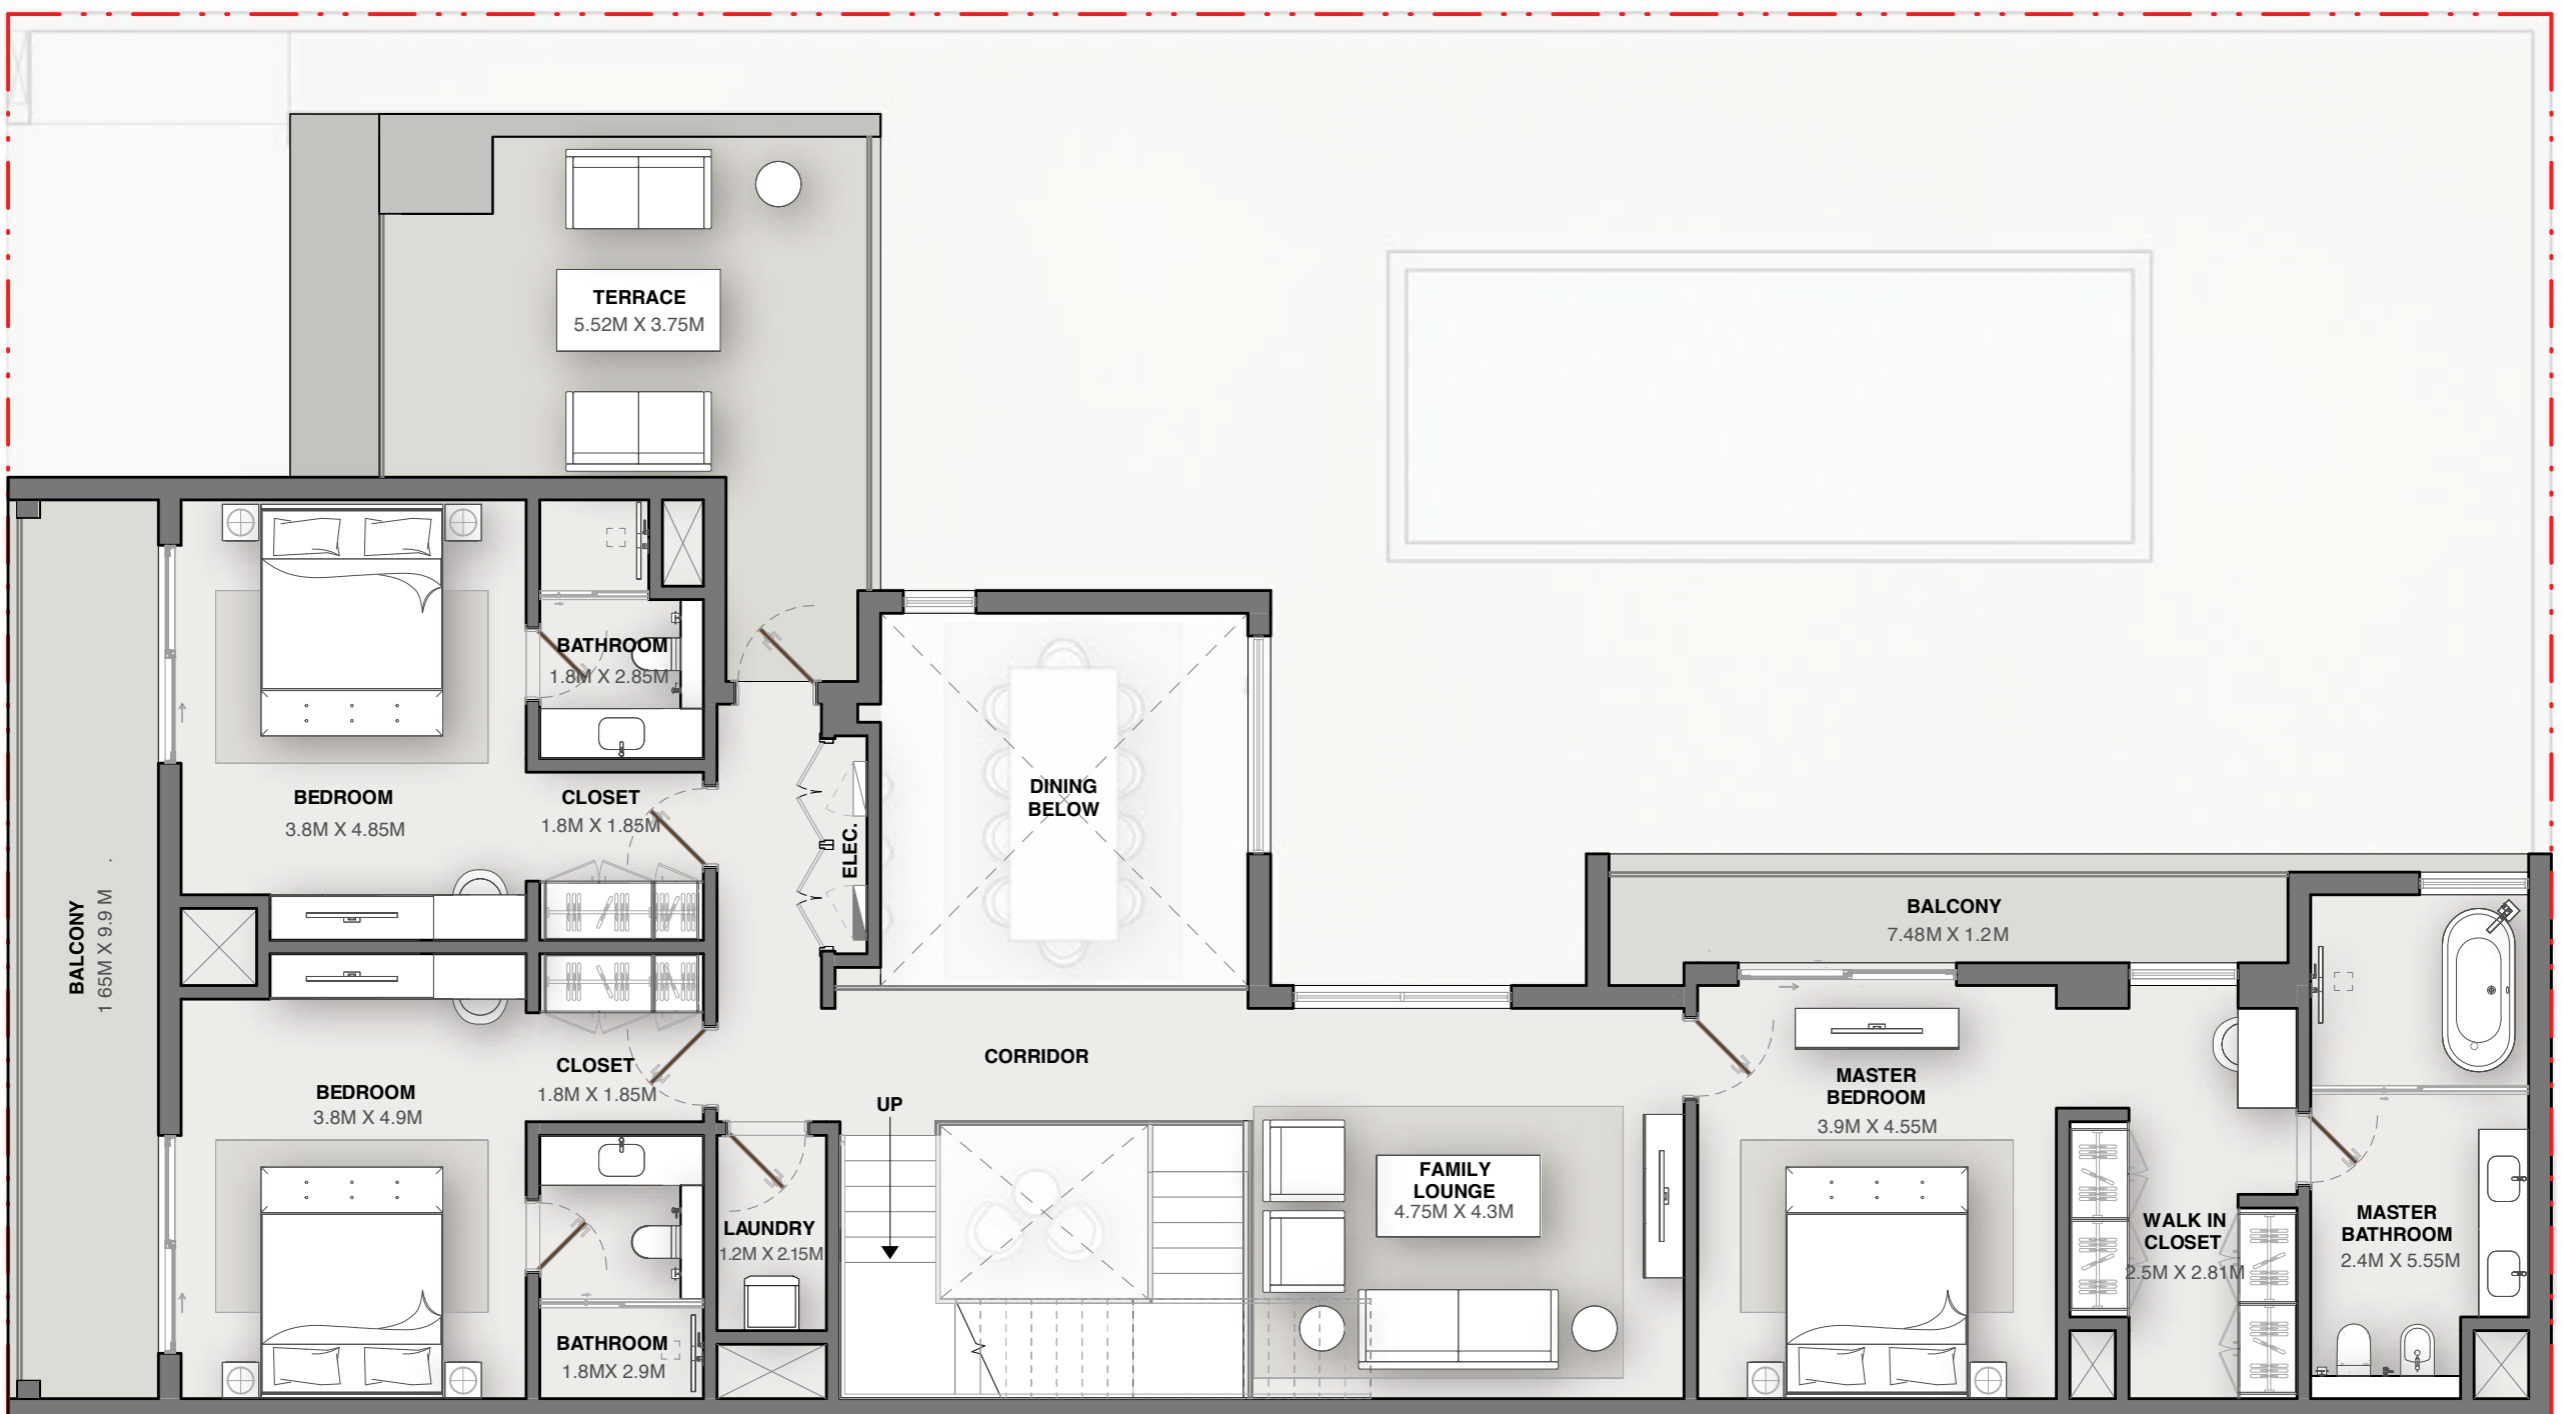 TERRACE
5.52M X 3.75M
BATHROOM
1.8M X 2.85M
BEDROOM
3.8M X 4.85M
CLOSET
1.8M X 1.85M
ELEC.
DINING
BELOW
BALCONY
1 65M X 9.9 M
BALCONY
7.48M X 1.2M
CORRIDOR
BEDROOM
3.8M X 4.9M
CLOSET
1.8M X 1.85M
UP
MASTER
BEDROOM
3.9M X 4.55M
FAMILY
LOUNGE
4.75M X 4.3M
LAUNDRY
1.2M X 2.15M
WALK IN
CLOSET
2.5M X 2.81M
MASTER
BATHROOM
2.4M X 5.55M
BATHROOM
1.8MX 2.9M